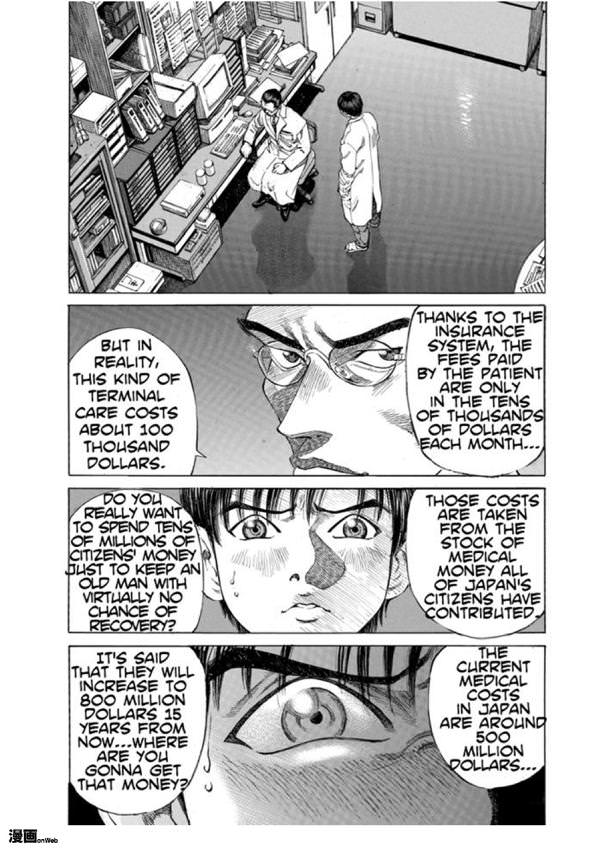 THANKS TO THE
INSURANCE
SYSTEM, THE
FEES PAID
BY THE PATIENT
ARE ONLY
IN THE TENS
OF THOUSANDS
OF DOLLARS
EACH MONTH...
BUT IN
REALITY,
THIS KIND OF
TERMINAL
CARE COSTS
ABOUT 100
THOUSAND
DOLLARS.
THOSE COSTS
ARE TAKEN
FROM THE
STOCK OF
MEDICAL
MONEY ALL
OF JAPAN'S
CITIZENS HAVE
CONTRIBUTED...
DO YOU
REALLY WANT
TO SPEND TENS
OF MILLIONS OF
CITIZENS' MONEY
JUST TO KEEP AN
OLD MAN WITH
VIRTUALLY NO
CHANCE OF
RECOVERY?
THE
CURRENT
MEDICAL
COSTS
IN JAPAN
ARE AROUND
500
MILLION
DOLLARS...
IT'S SAID
THAT THEY WILL
INCREASE TO
800 MILLION
DOLLARS 15
YEARS FROM
NOW...WHERE
ARE YOU
GONNA GET
THAT MONEY?
漫画onWeb